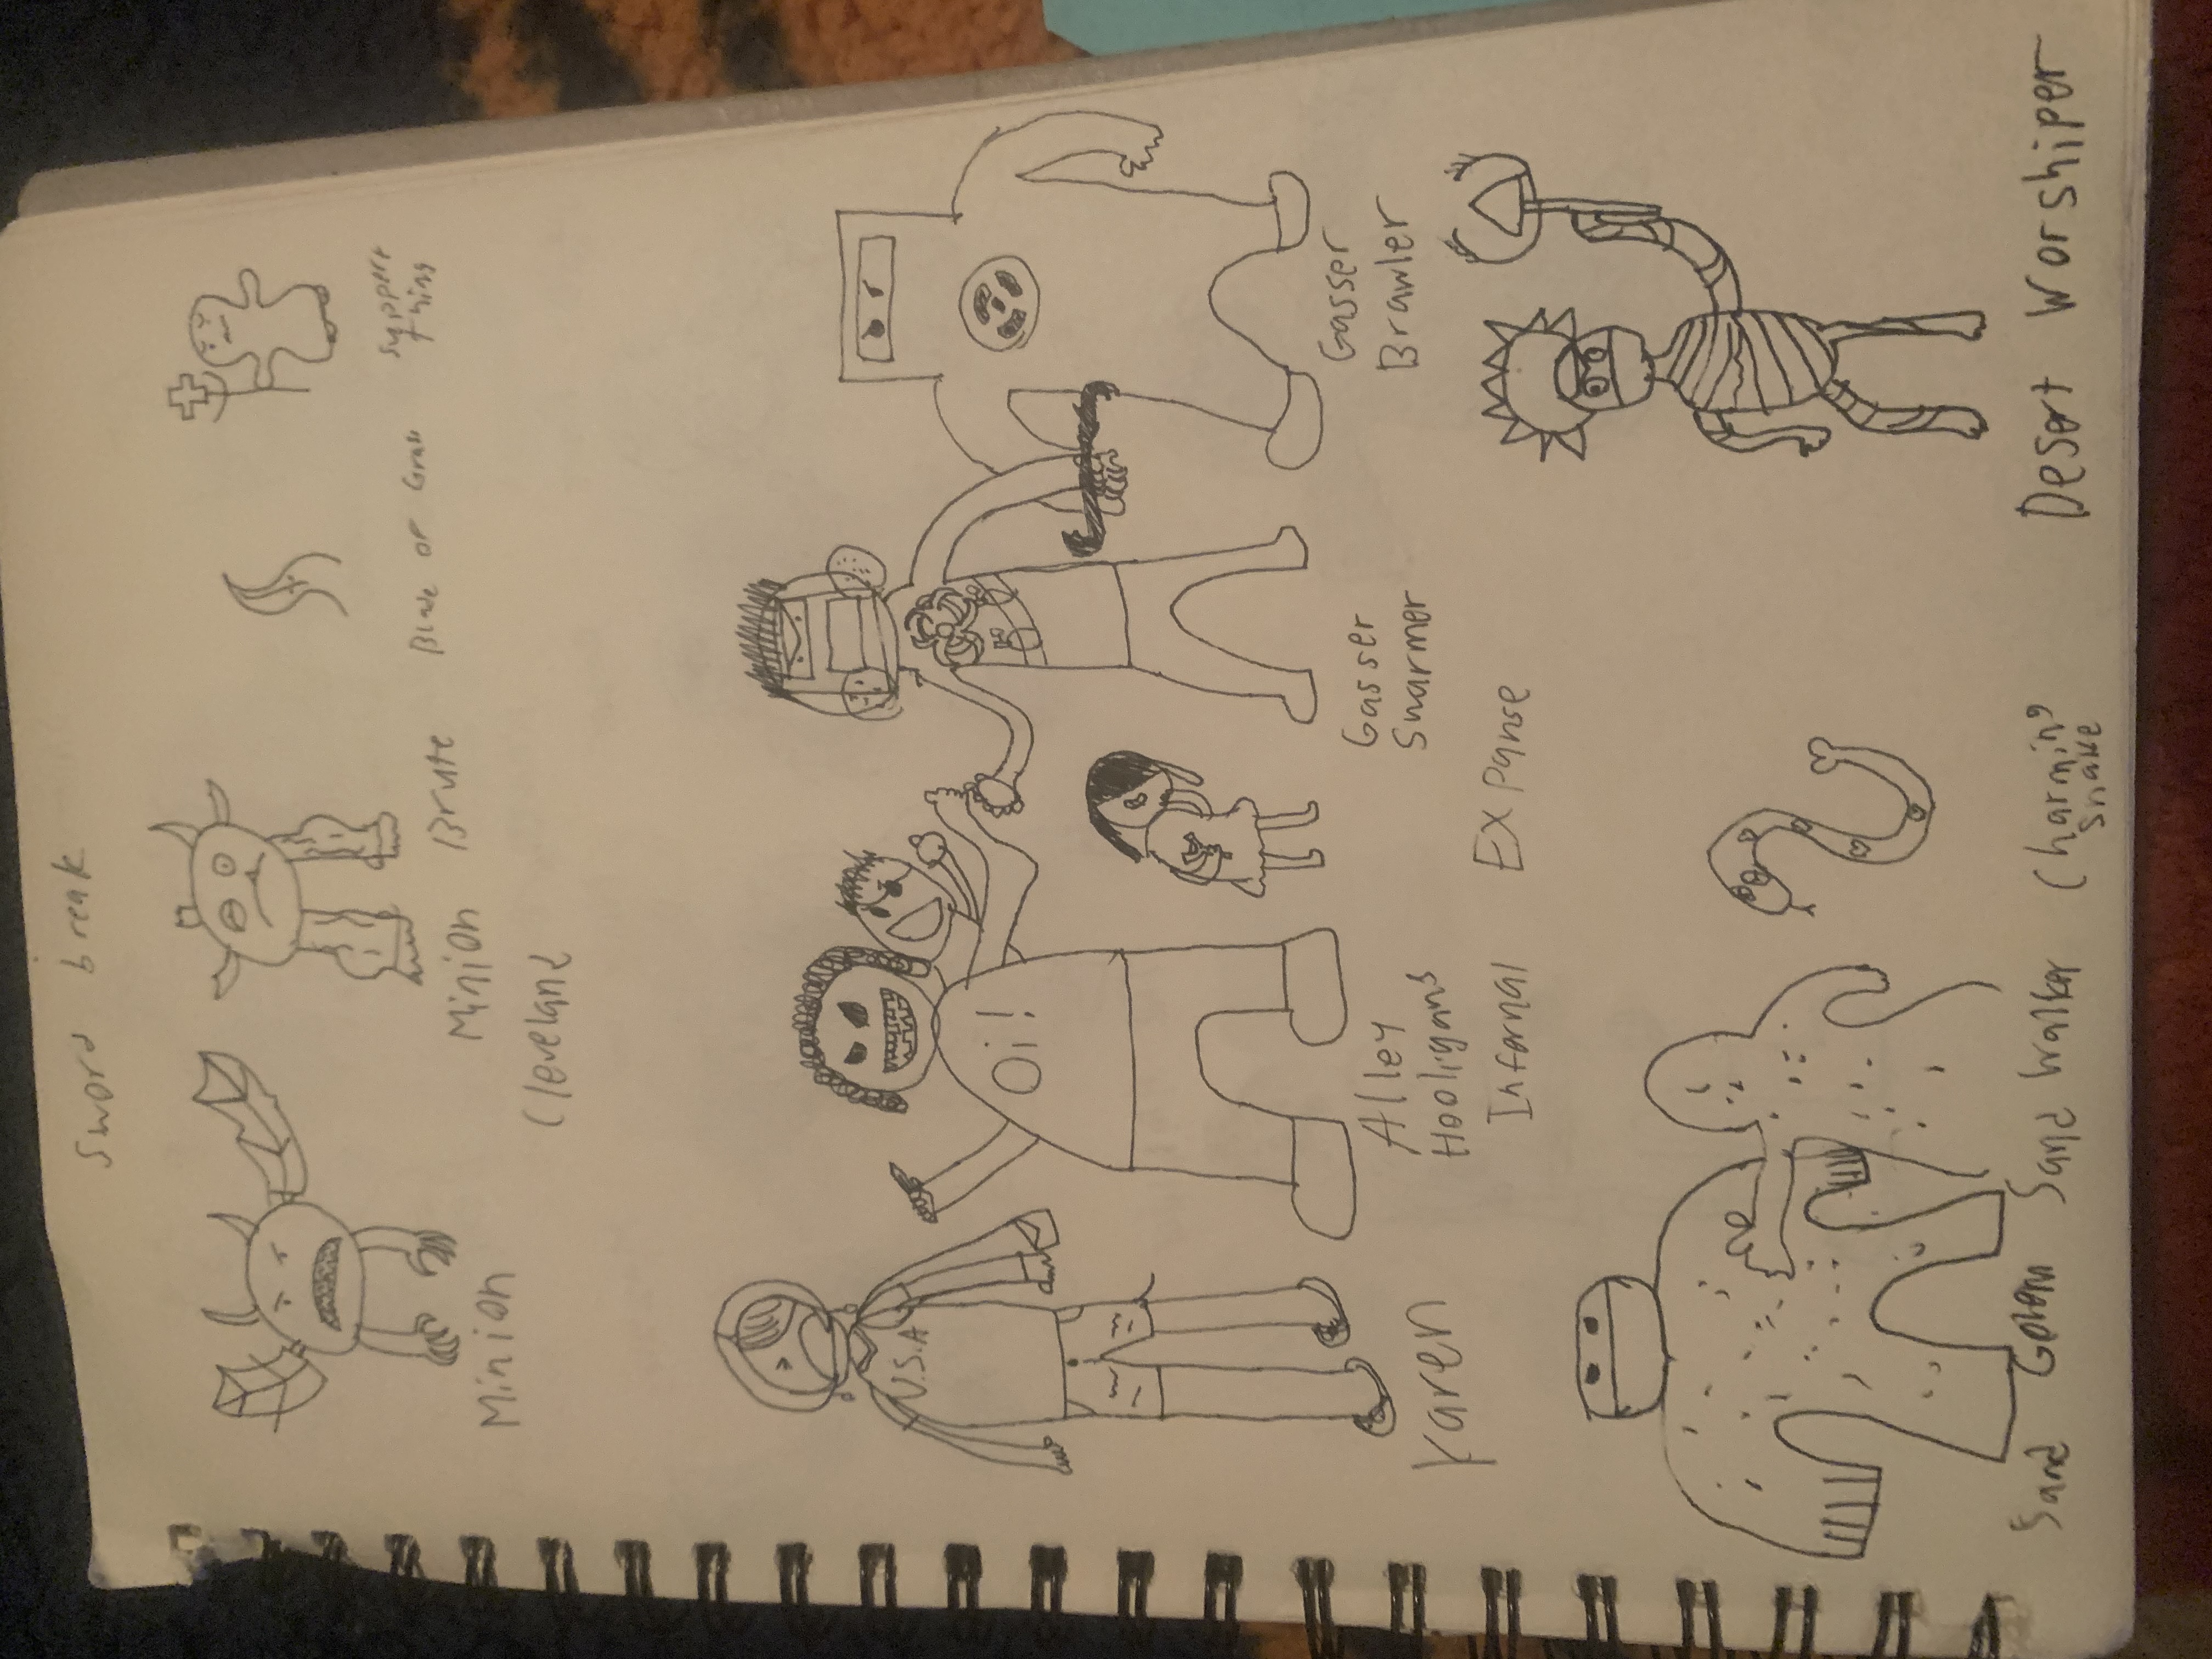 Sword break
Minion
Minion Brute
Blade of Grass
Support
thing
Cleveland
U.S.A
Oi!
Karen
Alley
Hooligans
Gasser
Swarmer
Gasser
Brawler
Infernal Expanse
Sand Golem
Sand Walker
Charming
snake
Desert Worshiper